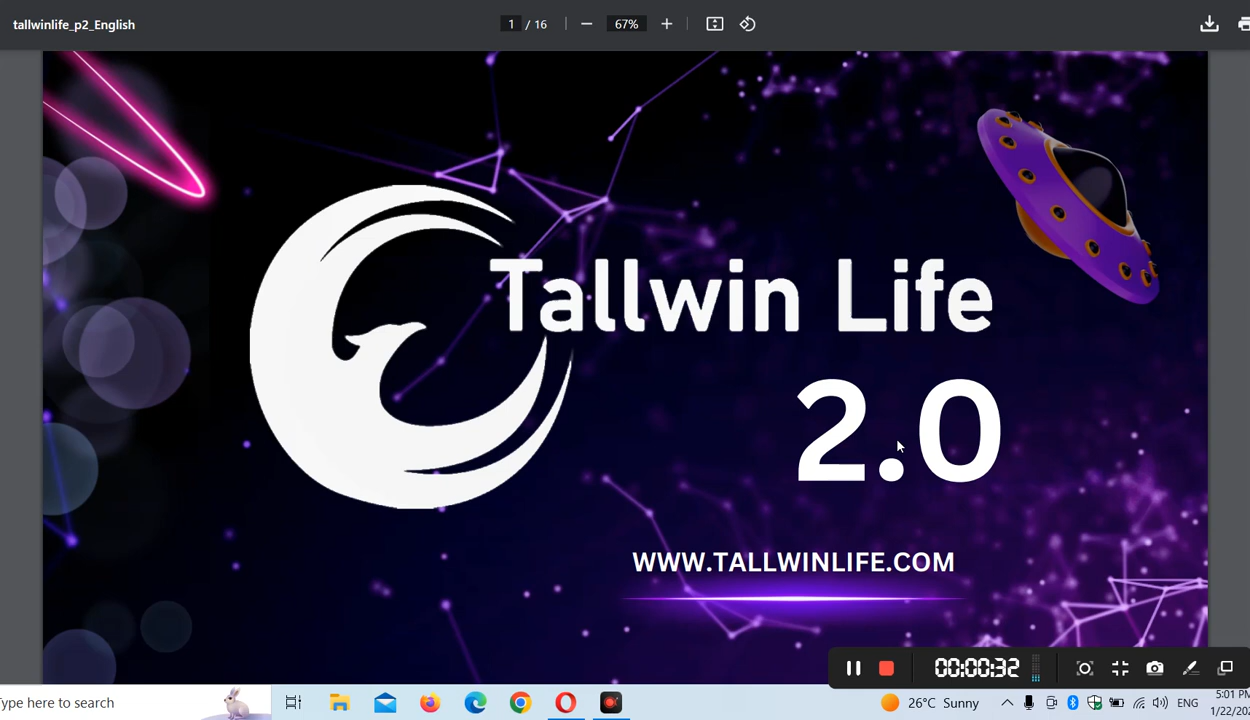 tallwinlife_p2_English
1 / 16
67%
Tallwin Life
2.0
WWW.TALLWINLIFE.COM
00:00:32
ype here to search
26°C Sunny
ENG
5:01 PM
1/22/20